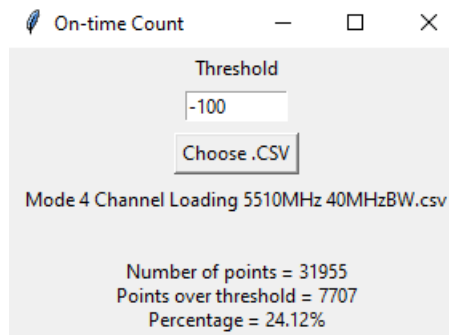 On-time Count
Threshold
-100
Choose .CSV
Mode 4 Channel Loading 5510MHz 40MHzBW.csv
Number of points = 31955
Points over threshold = 7707
Percentage = 24.12%